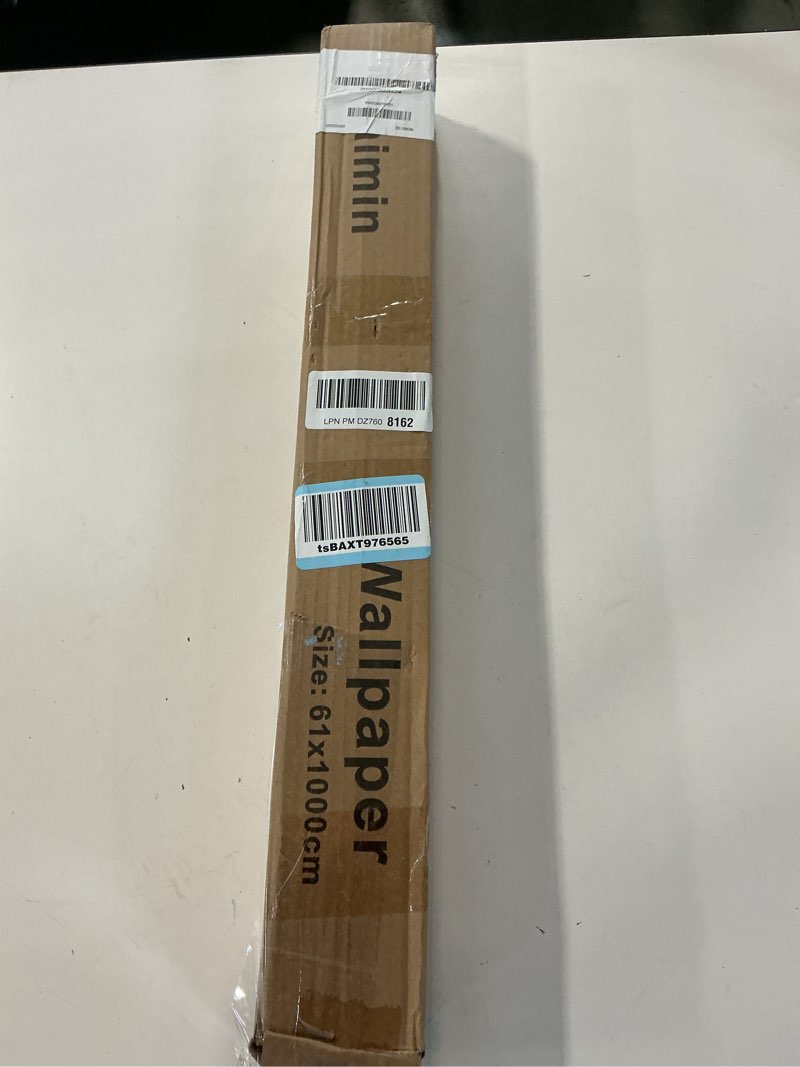 imin
LPN PM DZ760 8162
tsBAXT976565
Wallpaper
Size: 61x1000cm